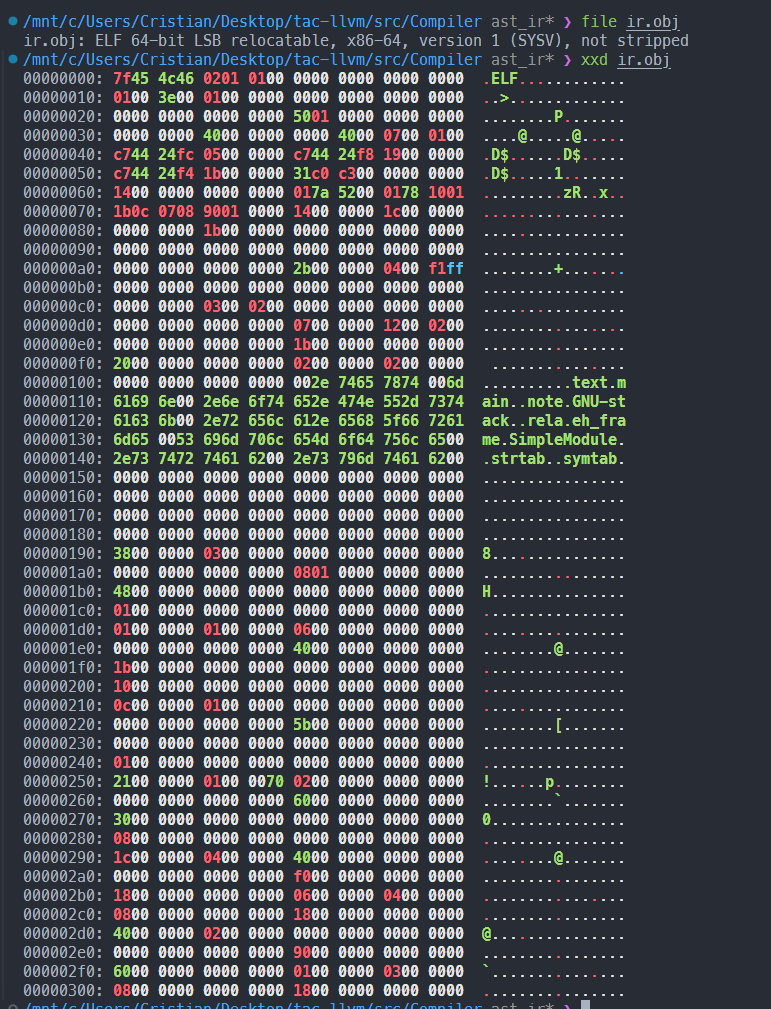 /mnt/c/Users/Cristian/Desktop/tac-llvm/src/Compiler ast_ir* ❯ file ir.obj
ir.obj: ELF 64-bit LSB relocatable, x86-64, version 1 (SYSV), not stripped
/mnt/c/Users/Cristian/Desktop/tac-llvm/src/Compiler ast_ir* ❯ xxd ir.obj
00000000: 7f45 4c46 0201 0100 0000 0000 0000 0000 .ELF............
00000010: 0100 3e00 0100 0000 0000 0000 0000 0000 ..>.............
00000020: 0000 0000 0000 0000 5001 0000 0000 0000 ........P.......
00000030: 0000 0000 4000 0000 0000 4000 0700 0100 ....@.....@.....
00000040: c744 24fc 0500 0000 c744 24f8 1900 0000 .D$......D$.....
00000050: c744 24f4 1b00 0000 31c0 c300 0000 0000 .D$.....1.......
00000060: 1400 0000 0000 0000 017a 5200 0178 1001 .........zR..x..
00000070: 1b0c 0708 9001 0000 1400 0000 1c00 0000 ................
00000080: 0000 0000 1b00 0000 0000 0000 0000 0000 ................
00000090: 0000 0000 0000 0000 0000 0000 0000 0000 ................
000000a0: 0000 0000 0000 0000 2b00 0000 0400 f1ff ........+.......
000000b0: 0000 0000 0000 0000 0000 0000 0000 0000 ................
000000c0: 0000 0000 0300 0200 0000 0000 0000 0000 ................
000000d0: 0000 0000 0000 0000 0700 0000 1200 0200 ................
000000e0: 0000 0000 0000 0000 1b00 0000 0000 0000 ................
000000f0: 2000 0000 0000 0000 0200 0000 0200 0000  ...............
00000100: 0000 0000 0000 0000 002e 7465 7874 006d ..........text.m
00000110: 6169 6e00 2e6e 6f74 652e 474e 552d 7374 ain..note.GNU-st
00000120: 6163 6b00 2e72 656c 612e 6568 5f66 7261 ack..rela.eh_fra
00000130: 6d65 0053 696d 706c 654d 6f64 756c 6500 me.SimpleModule.
00000140: 2e73 7472 7461 6200 2e73 796d 7461 6200 .strtab..symtab.
00000150: 0000 0000 0000 0000 0000 0000 0000 0000 ................
00000160: 0000 0000 0000 0000 0000 0000 0000 0000 ................
00000170: 0000 0000 0000 0000 0000 0000 0000 0000 ................
00000180: 0000 0000 0000 0000 0000 0000 0000 0000 ................
00000190: 3800 0000 0300 0000 0000 0000 0000 0000 8...............
000001a0: 0000 0000 0000 0000 0801 0000 0000 0000 ................
000001b0: 4800 0000 0000 0000 0000 0000 0000 0000 H...............
000001c0: 0100 0000 0000 0000 0000 0000 0000 0000 ................
000001d0: 0100 0000 0100 0000 0600 0000 0000 0000 ................
000001e0: 0000 0000 0000 0000 4000 0000 0000 0000 ........@.......
000001f0: 1b00 0000 0000 0000 0000 0000 0000 0000 ................
00000200: 1000 0000 0000 0000 0000 0000 0000 0000 ................
00000210: 0c00 0000 0100 0000 0000 0000 0000 0000 ................
00000220: 0000 0000 0000 0000 5b00 0000 0000 0000 ........[.......
00000230: 0000 0000 0000 0000 0000 0000 0000 0000 ................
00000240: 0100 0000 0000 0000 0000 0000 0000 0000 ................
00000250: 2100 0000 0100 0070 0200 0000 0000 0000 !......p........
00000260: 0000 0000 0000 0000 6000 0000 0000 0000 ........`.......
00000270: 3000 0000 0000 0000 0000 0000 0000 0000 0...............
00000280: 0800 0000 0000 0000 0000 0000 0000 0000 ................
00000290: 1c00 0000 0400 0000 4000 0000 0000 0000 ........@.......
000002a0: 0000 0000 0000 0000 f000 0000 0000 0000 ................
000002b0: 1800 0000 0000 0000 0600 0000 0400 0000 ................
000002c0: 0800 0000 0000 0000 1800 0000 0000 0000 ................
000002d0: 4000 0000 0200 0000 0000 0000 0000 0000 @...............
000002e0: 0000 0000 0000 0000 9000 0000 0000 0000 ................
000002f0: 6000 0000 0000 0000 0100 0000 0300 0000 `...............
00000300: 0800 0000 0000 0000 1800 0000 0000 0000 ................
/mnt/c/Users/Cristian/Desktop/tac-llvm/src/Compiler ast_ir* ❯